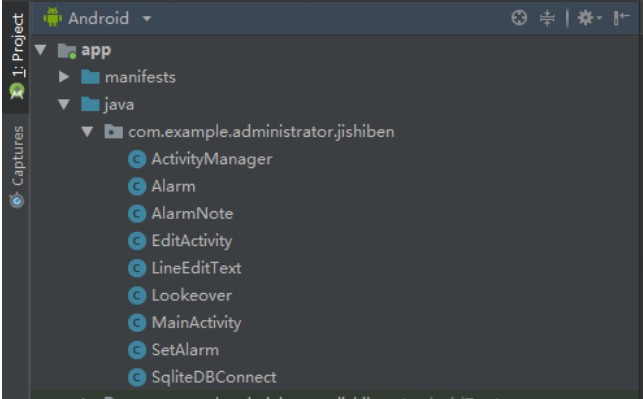 Android
1: Project
Captures
app
manifests
java
com.example.administrator.jishiben
ActivityManager
Alarm
AlarmNote
EditActivity
LineEditText
Lookeover
MainActivity
SetAlarm
SqliteDBConnect